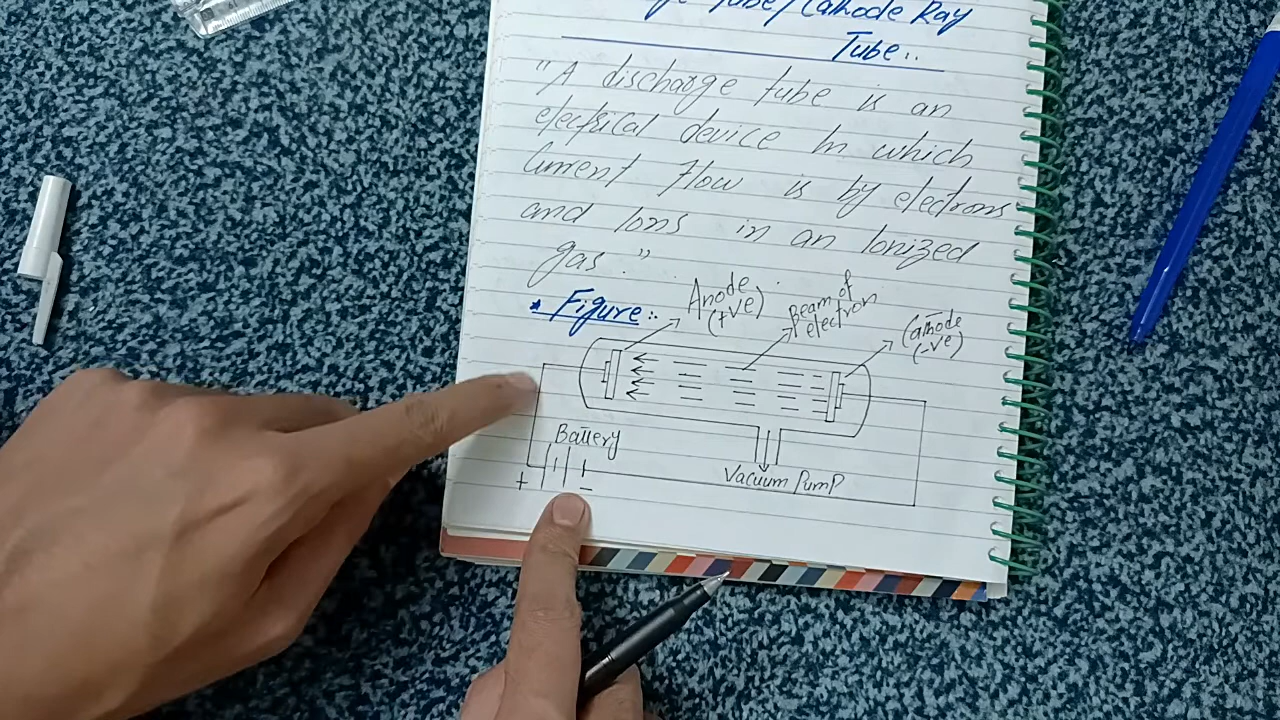 Tube/Cathode Ray
Tube:.
"A discharge tube is an
electrical device In which
Current Flow is by electrons
and Ions in an Ionized
gas."
* Figure:.
Anode
(+ve)
Beam of
electron
Cathode
(-ve)
Battery
+
-
Vacuum Pump